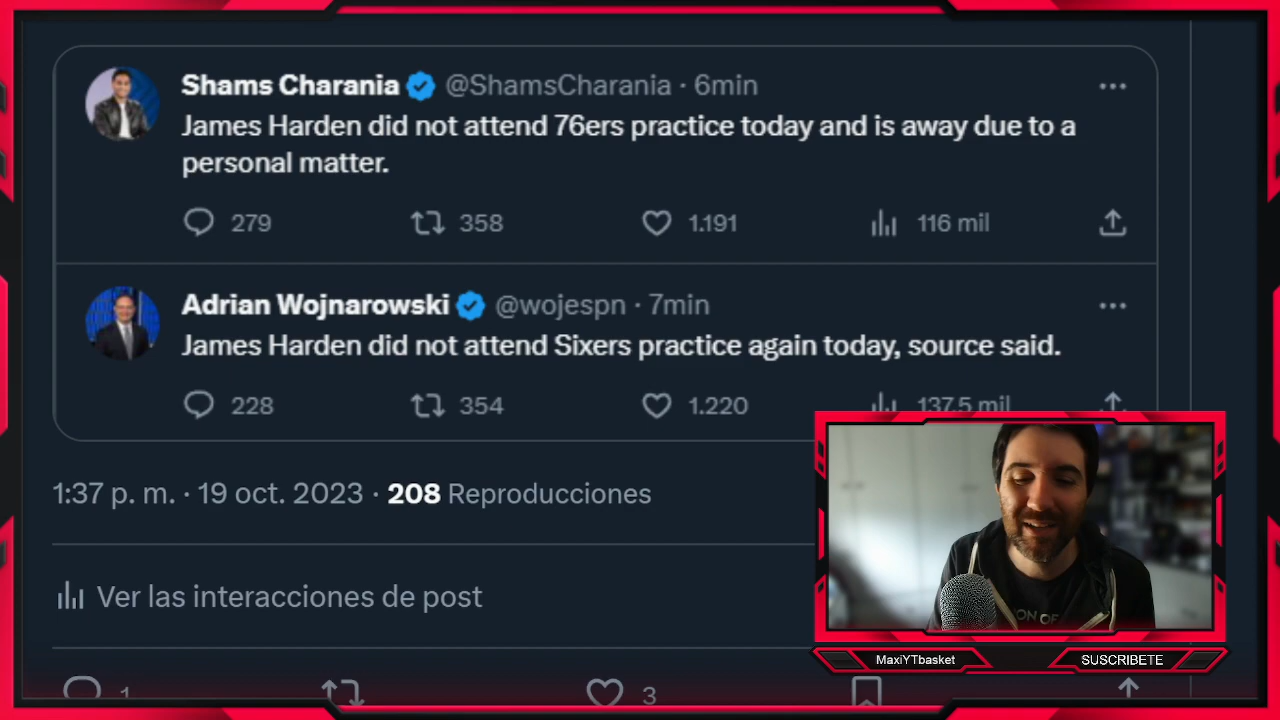 Shams Charania @ShamsCharania · 6min
James Harden did not attend 76ers practice today and is away due to a
personal matter.
279 358 1.191 116 mil
Adrian Wojnarowski @wojespn · 7min
James Harden did not attend Sixers practice again today, source said.
228 354 1.220 137,5 mil
1:37 p. m. · 19 oct. 2023 · 208 Reproducciones
Ver las interacciones de post
ON OF
MaxiYTbasket SUSCRIBETE
1 3